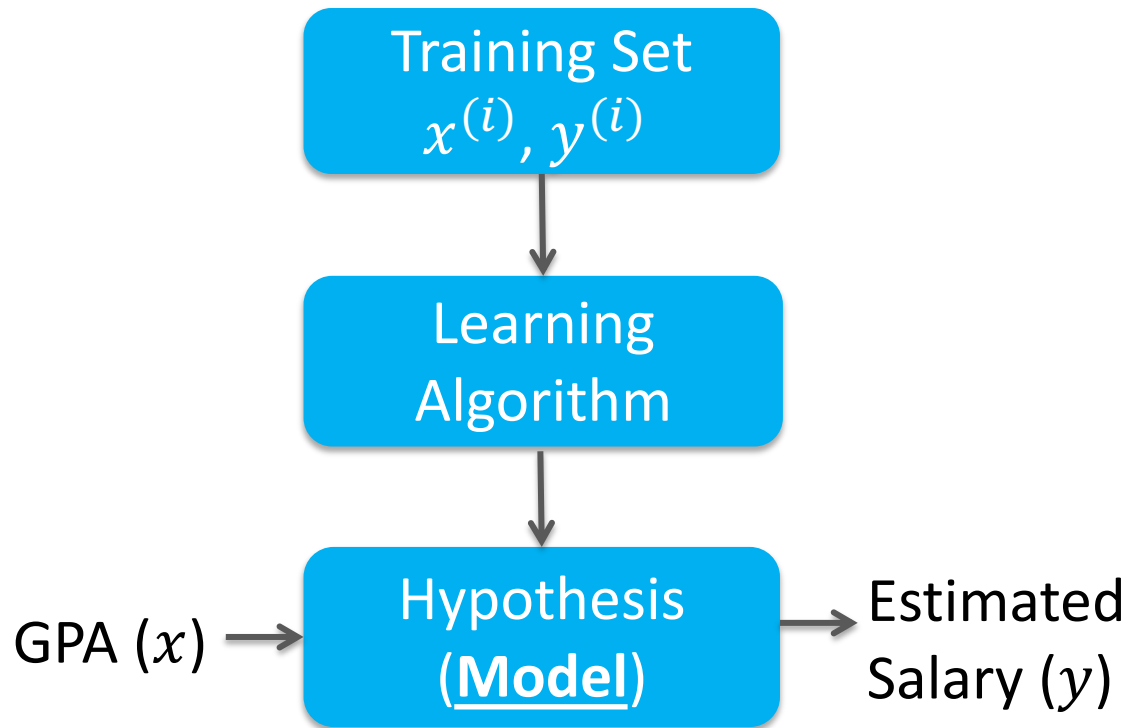 Training Set
x⁽ⁱ⁾, y⁽ⁱ⁾
Learning
Algorithm
Hypothesis
(Model)
GPA (x)
Estimated
Salary (y)